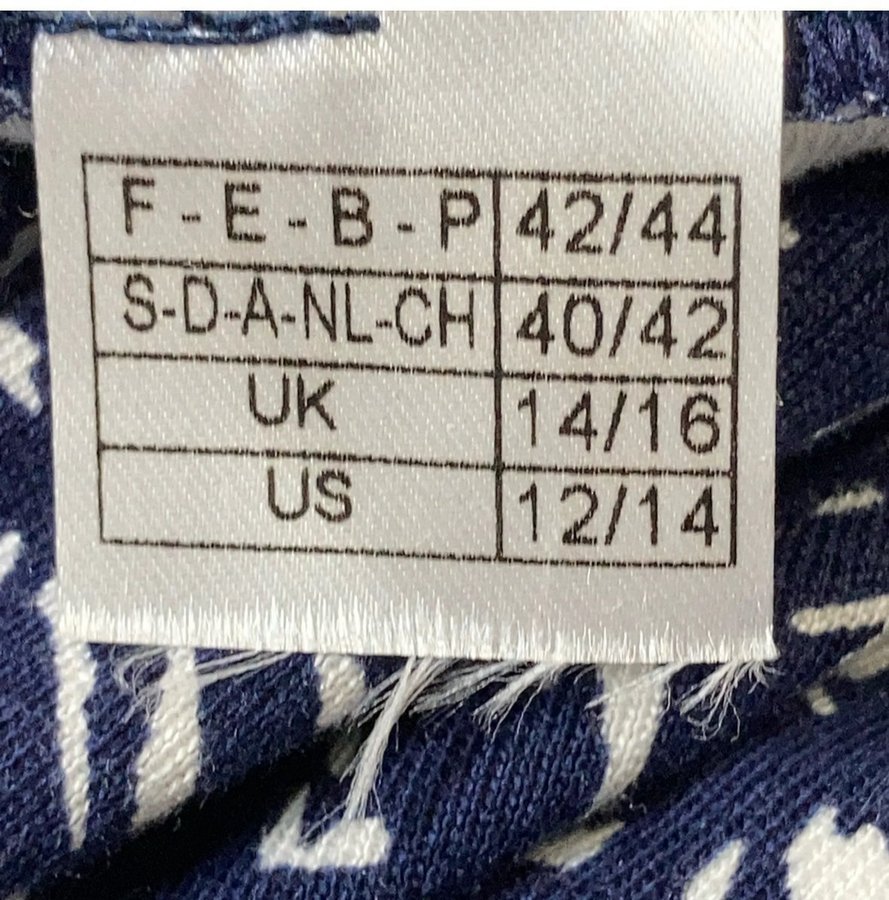 F - E - B - P 42/44
S-D-A-NL-CH 40/42
UK 14/16
US 12/14